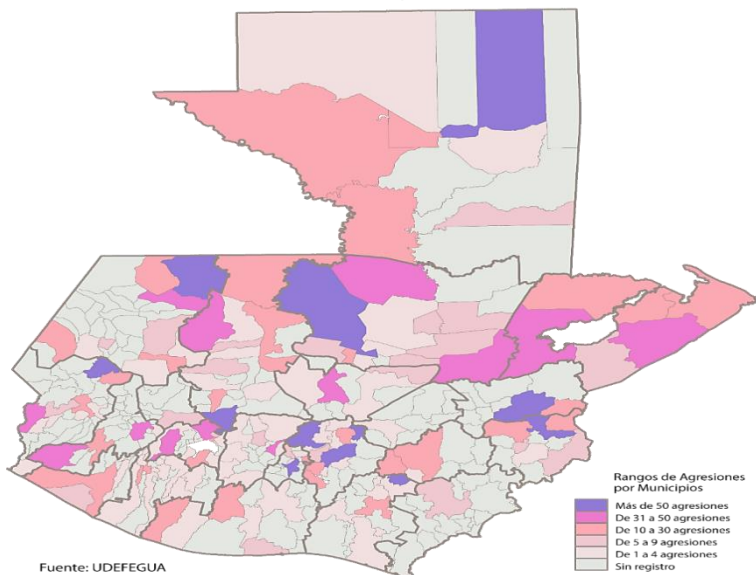 Rangos de Agresiones
por Municipios
Más de 50 agresiones
De 31 a 50 agresiones
De 10 a 30 agresiones
De 5 a 9 agresiones
De 1 a 4 agresiones
Sin registro
Fuente: UDEFEGUA